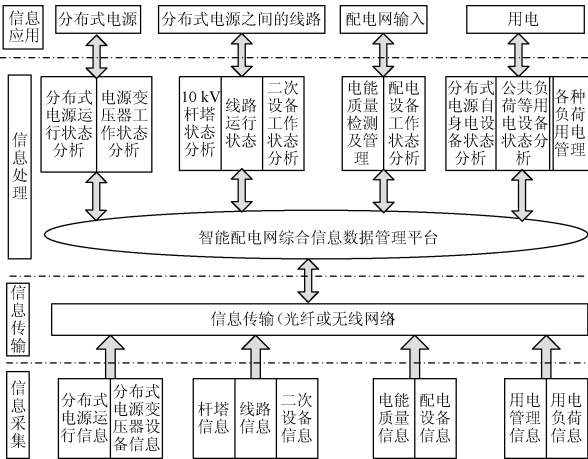 信息
应用
分布式电源
分布式电源之间的线路
配电网输入
用电
信息处理
分布式
电源运
行状态
分析
电源变
压器工
作状态
分析
10 kV
杆塔
状态
分析
线路
运行
状态
二次
设备
工作
状态
分析
电能
质量
检测
及管
理
配电
设备
工作
状态
分析
分布式
电源自
身设电
备状态
分析
公共负
荷等用
电设备
状态分
析
各种
负荷
用电
管理
智能配电网综合信息数据管理平台
信息传输
信息传输(光纤或无线网络)
信息采集
分布式
电源运
行信息
分布式
电源变
压器设
备信息
杆塔
信息
线路
信息
二次
设备
信息
电能
质量
信息
配电
设备
信息
用电
管理
信息
用电
负荷
信息